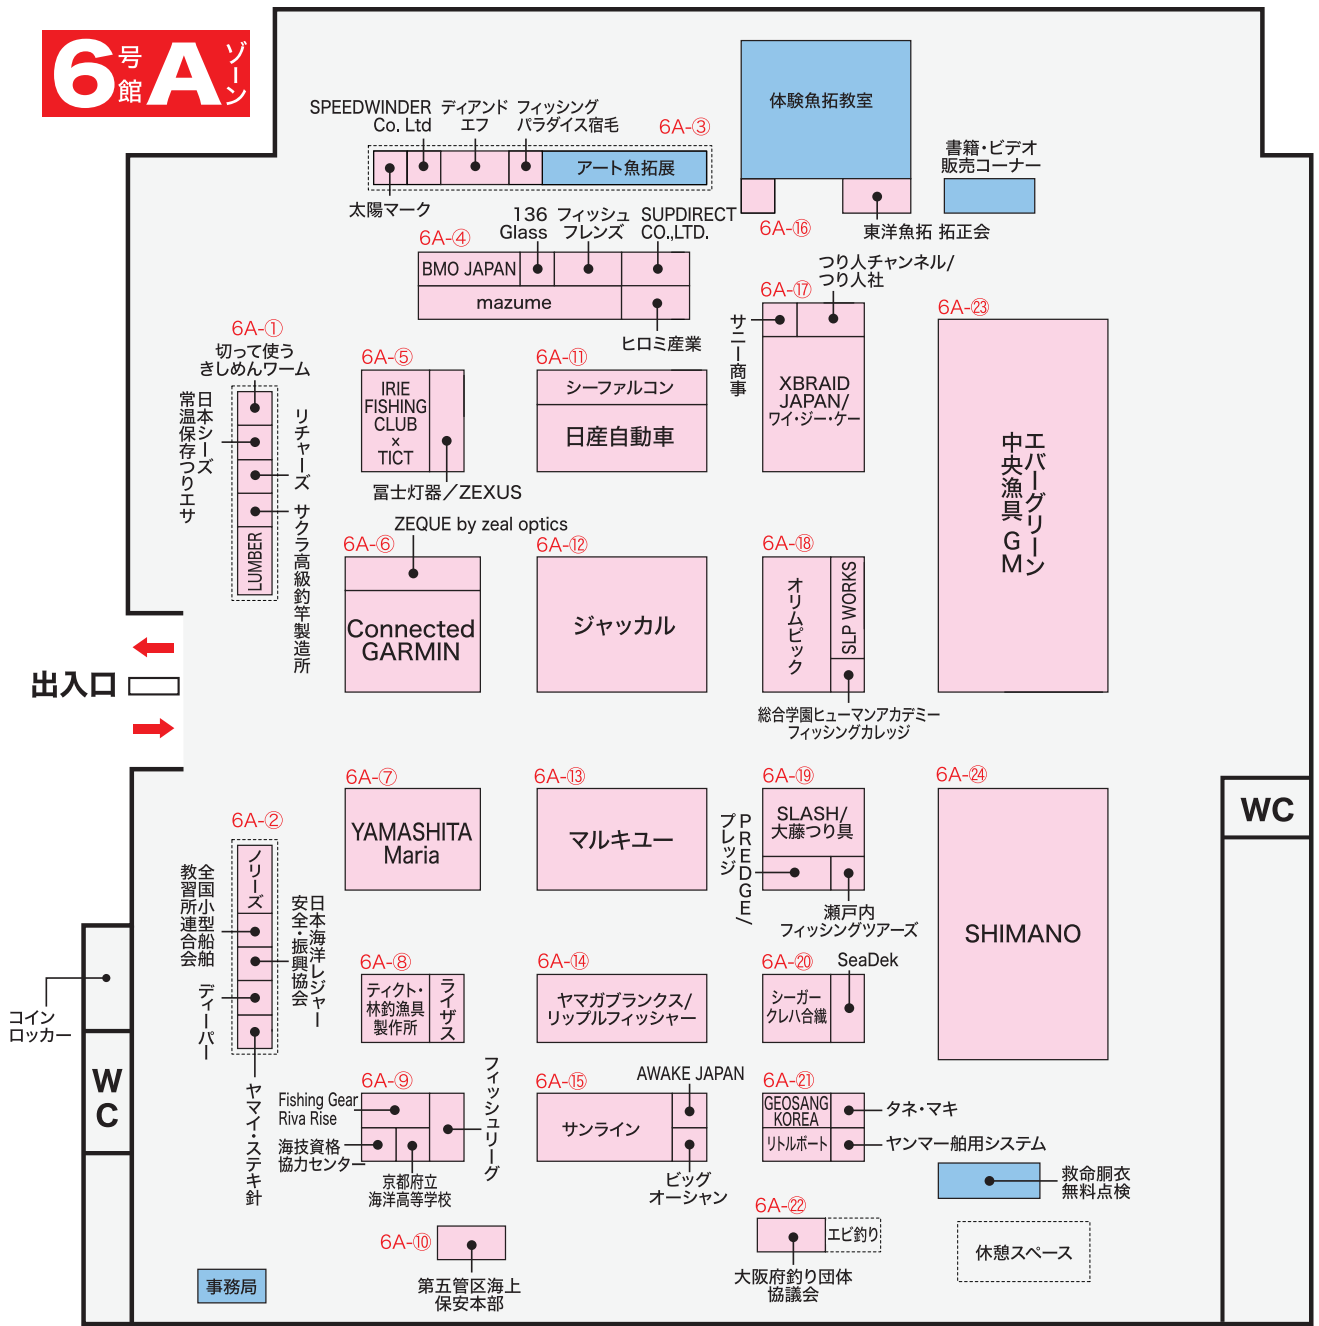 6号館Aゾーン
SPEEDWINDER
Co. Ltd
ディアンド
エフ
フィッシング
パラダイス宿毛
6A-③
アート魚拓展
太陽マーク
体験魚拓教室
書籍・ビデオ
販売コーナー
6A-⑯
東洋魚拓 拓正会
6A-④
136
Glass
フィッシュ
フレンズ
SUPDIRECT
CO.,LTD.
BMO JAPAN
mazume
ヒロミ産業
6A-⑰
つり人チャンネル/
つり人社
サニー商事
XBRAID
JAPAN/
ワイ・ジー・ケー
6A-㉓
エバーグリーン
中央漁具 GM
6A-①
切って使う
きしめんワーム
日本シーズ
常温保存つりエサ
リチャーズ
サクラ高級釣竿製造所
LUMBER
6A-⑤
IRIE
FISHING
CLUB
×
TICT
冨士灯器/ZEXUS
6A-⑪
シーファルコン
日産自動車
ZEQUE by zeal optics
6A-⑥
Connected
GARMIN
6A-⑫
ジャッカル
6A-⑱
オリムピック
SLP WORKS
総合学園ヒューマンアカデミー
フィッシングカレッジ
出入口
6A-⑦
YAMASHITA
Maria
6A-⑬
マルキユー
6A-⑲
SLASH/
大藤つり具
PREDGE/
プレッジ
瀬戸内
フィッシングツアーズ
6A-㉔
SHIMANO
WC
6A-②
ノリーズ
全国小型船舶
教習所連合会
日本海洋レジャー
安全・振興協会
ディーパー
ヤマイ・ステキ針
コイン
ロッカー
WC
6A-⑧
ティクト・
林釣漁具
製作所
ライザス
6A-⑭
ヤマガブランクス/
リップルフィッシャー
6A-⑳
SeaDek
シーガー
クレハ合繊
6A-⑨
Fishing Gear
Riva Rise
海技資格
協力センター
京都府立
海洋高等学校
フィッシュリーグ
6A-⑮
サンライン
AWAKE JAPAN
ビッグ
オーシャン
6A-㉑
GEOSANG
KOREA
タネ・マキ
リトルボート
ヤンマー舶用システム
救命胴衣
無料点検
6A-⑩
第五管区海上
保安本部
6A-㉒
エビ釣り
大阪府釣り団体
協議会
休憩スペース
事務局